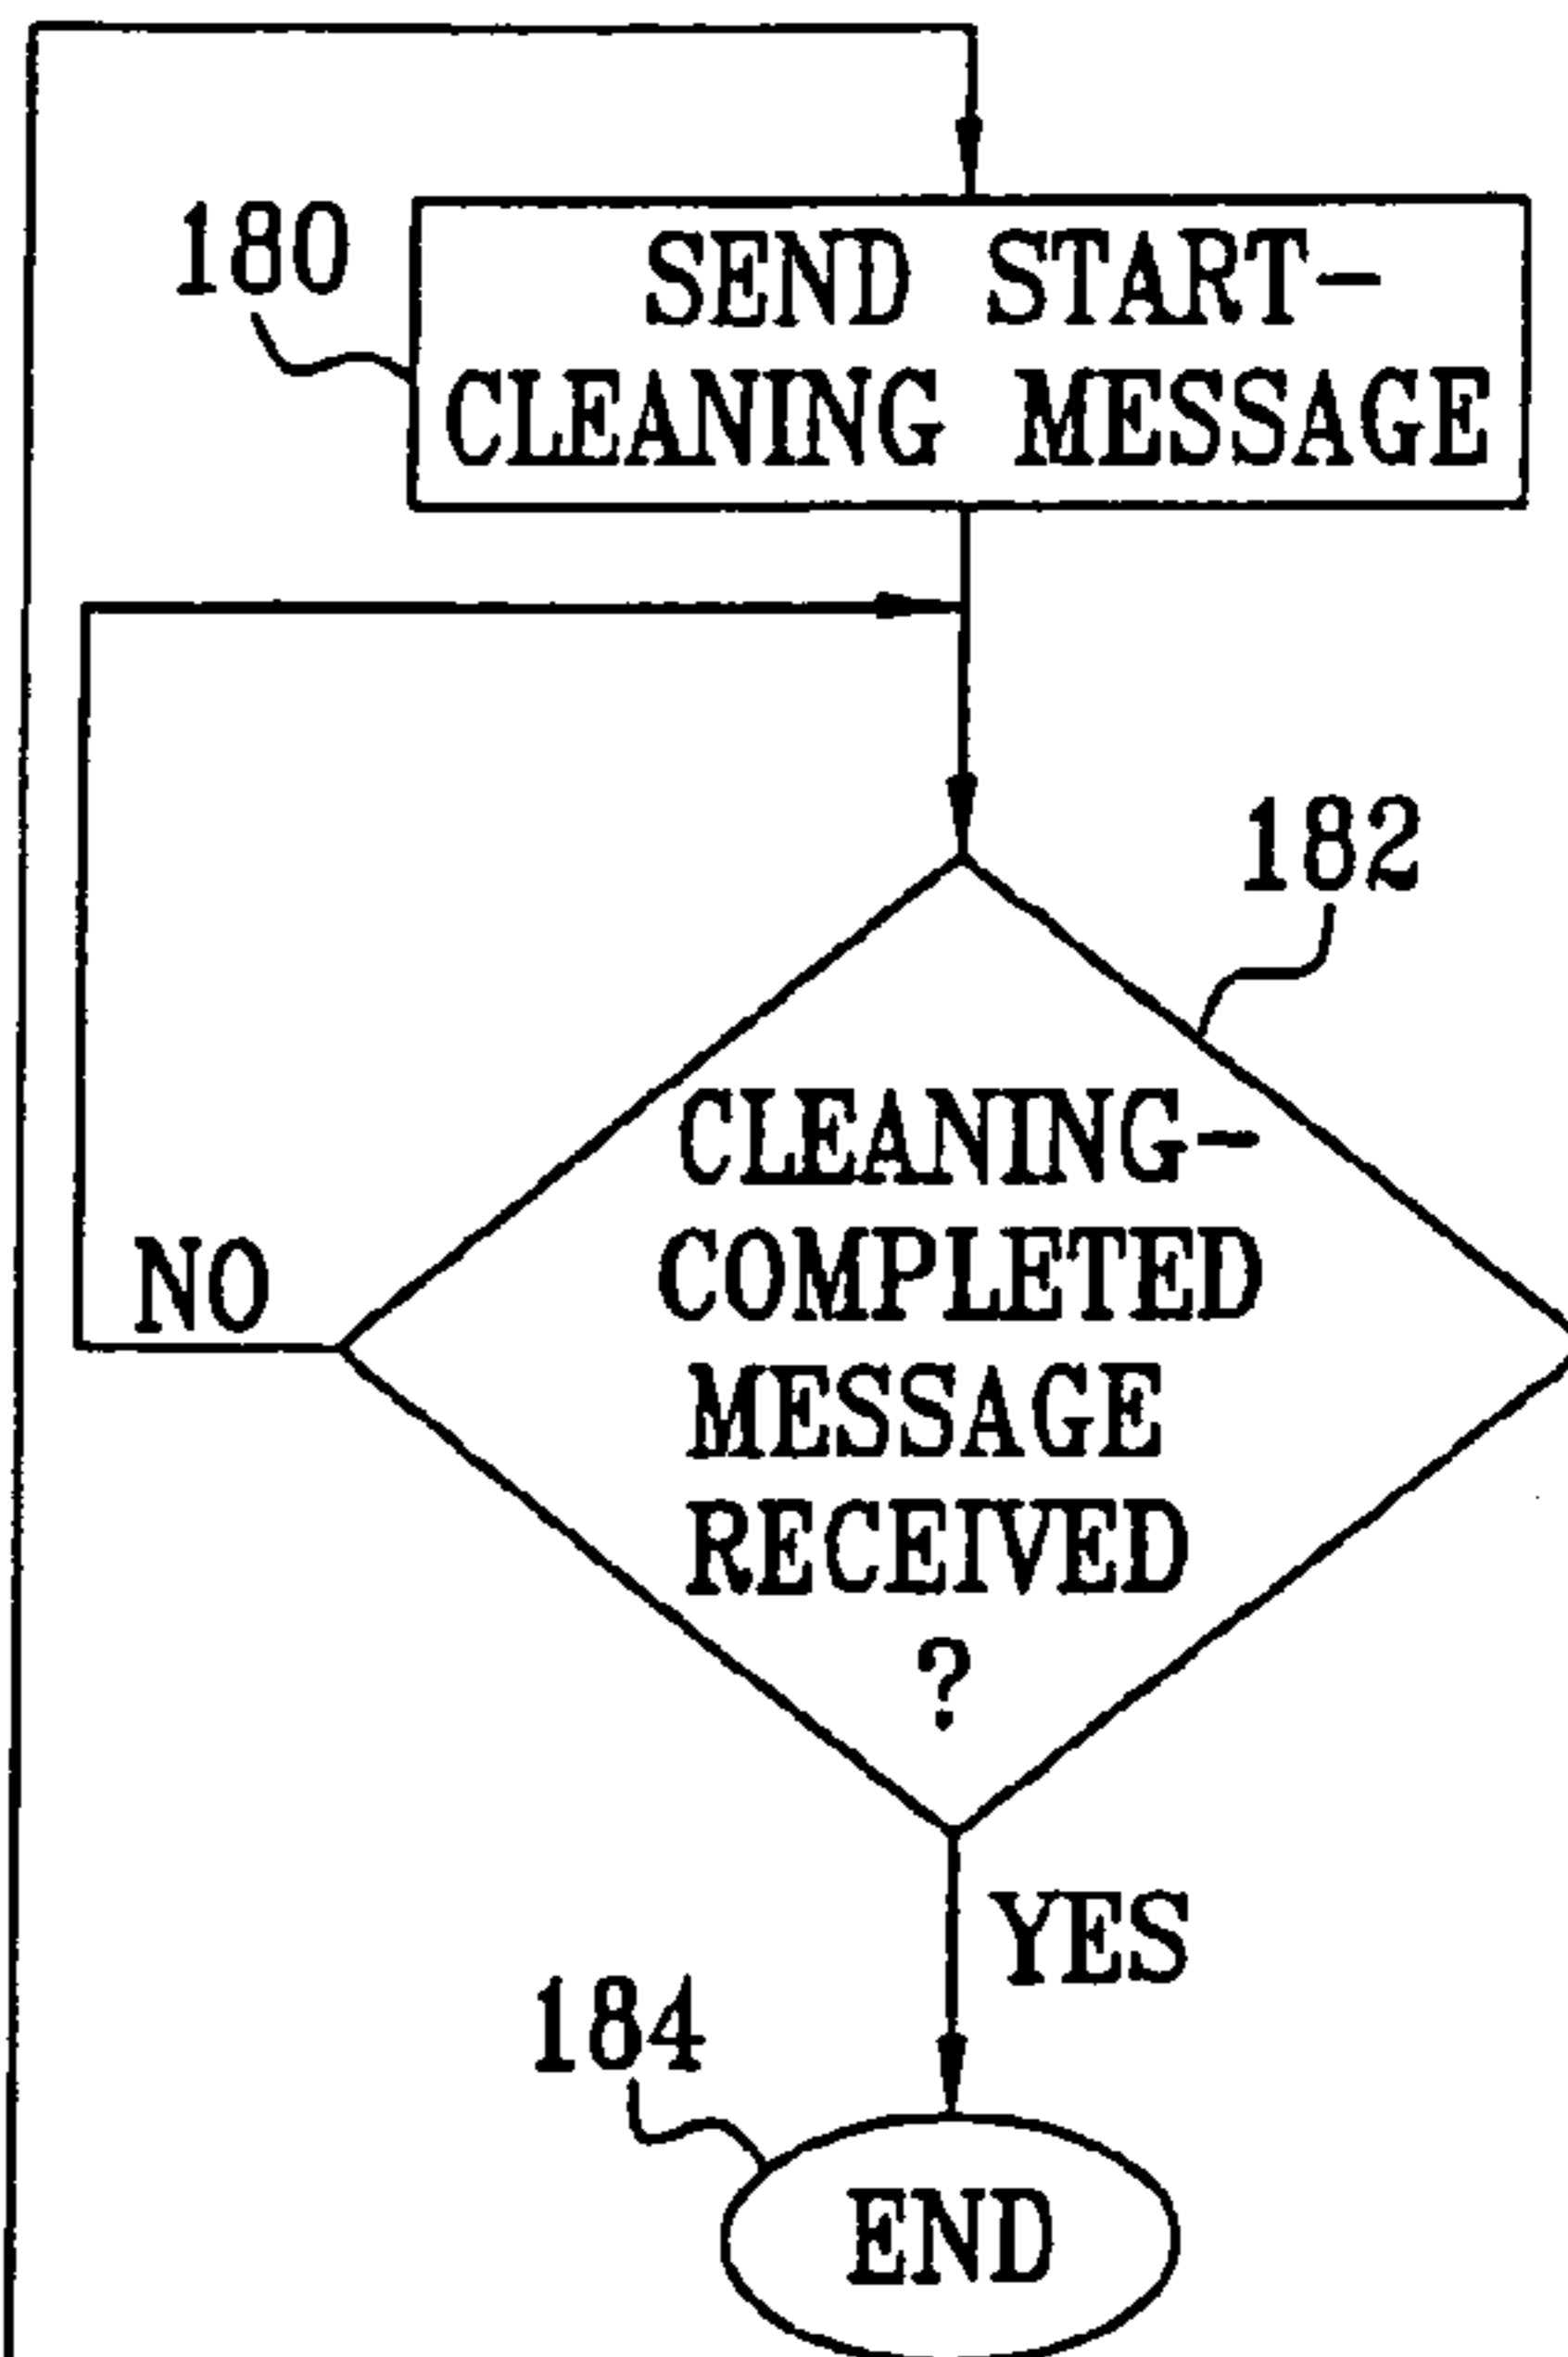 180
SEND START-
CLEANING MESSAGE
182
CLEANING-
COMPLETED
MESSAGE
RECEIVED
?
NO
YES
184
END